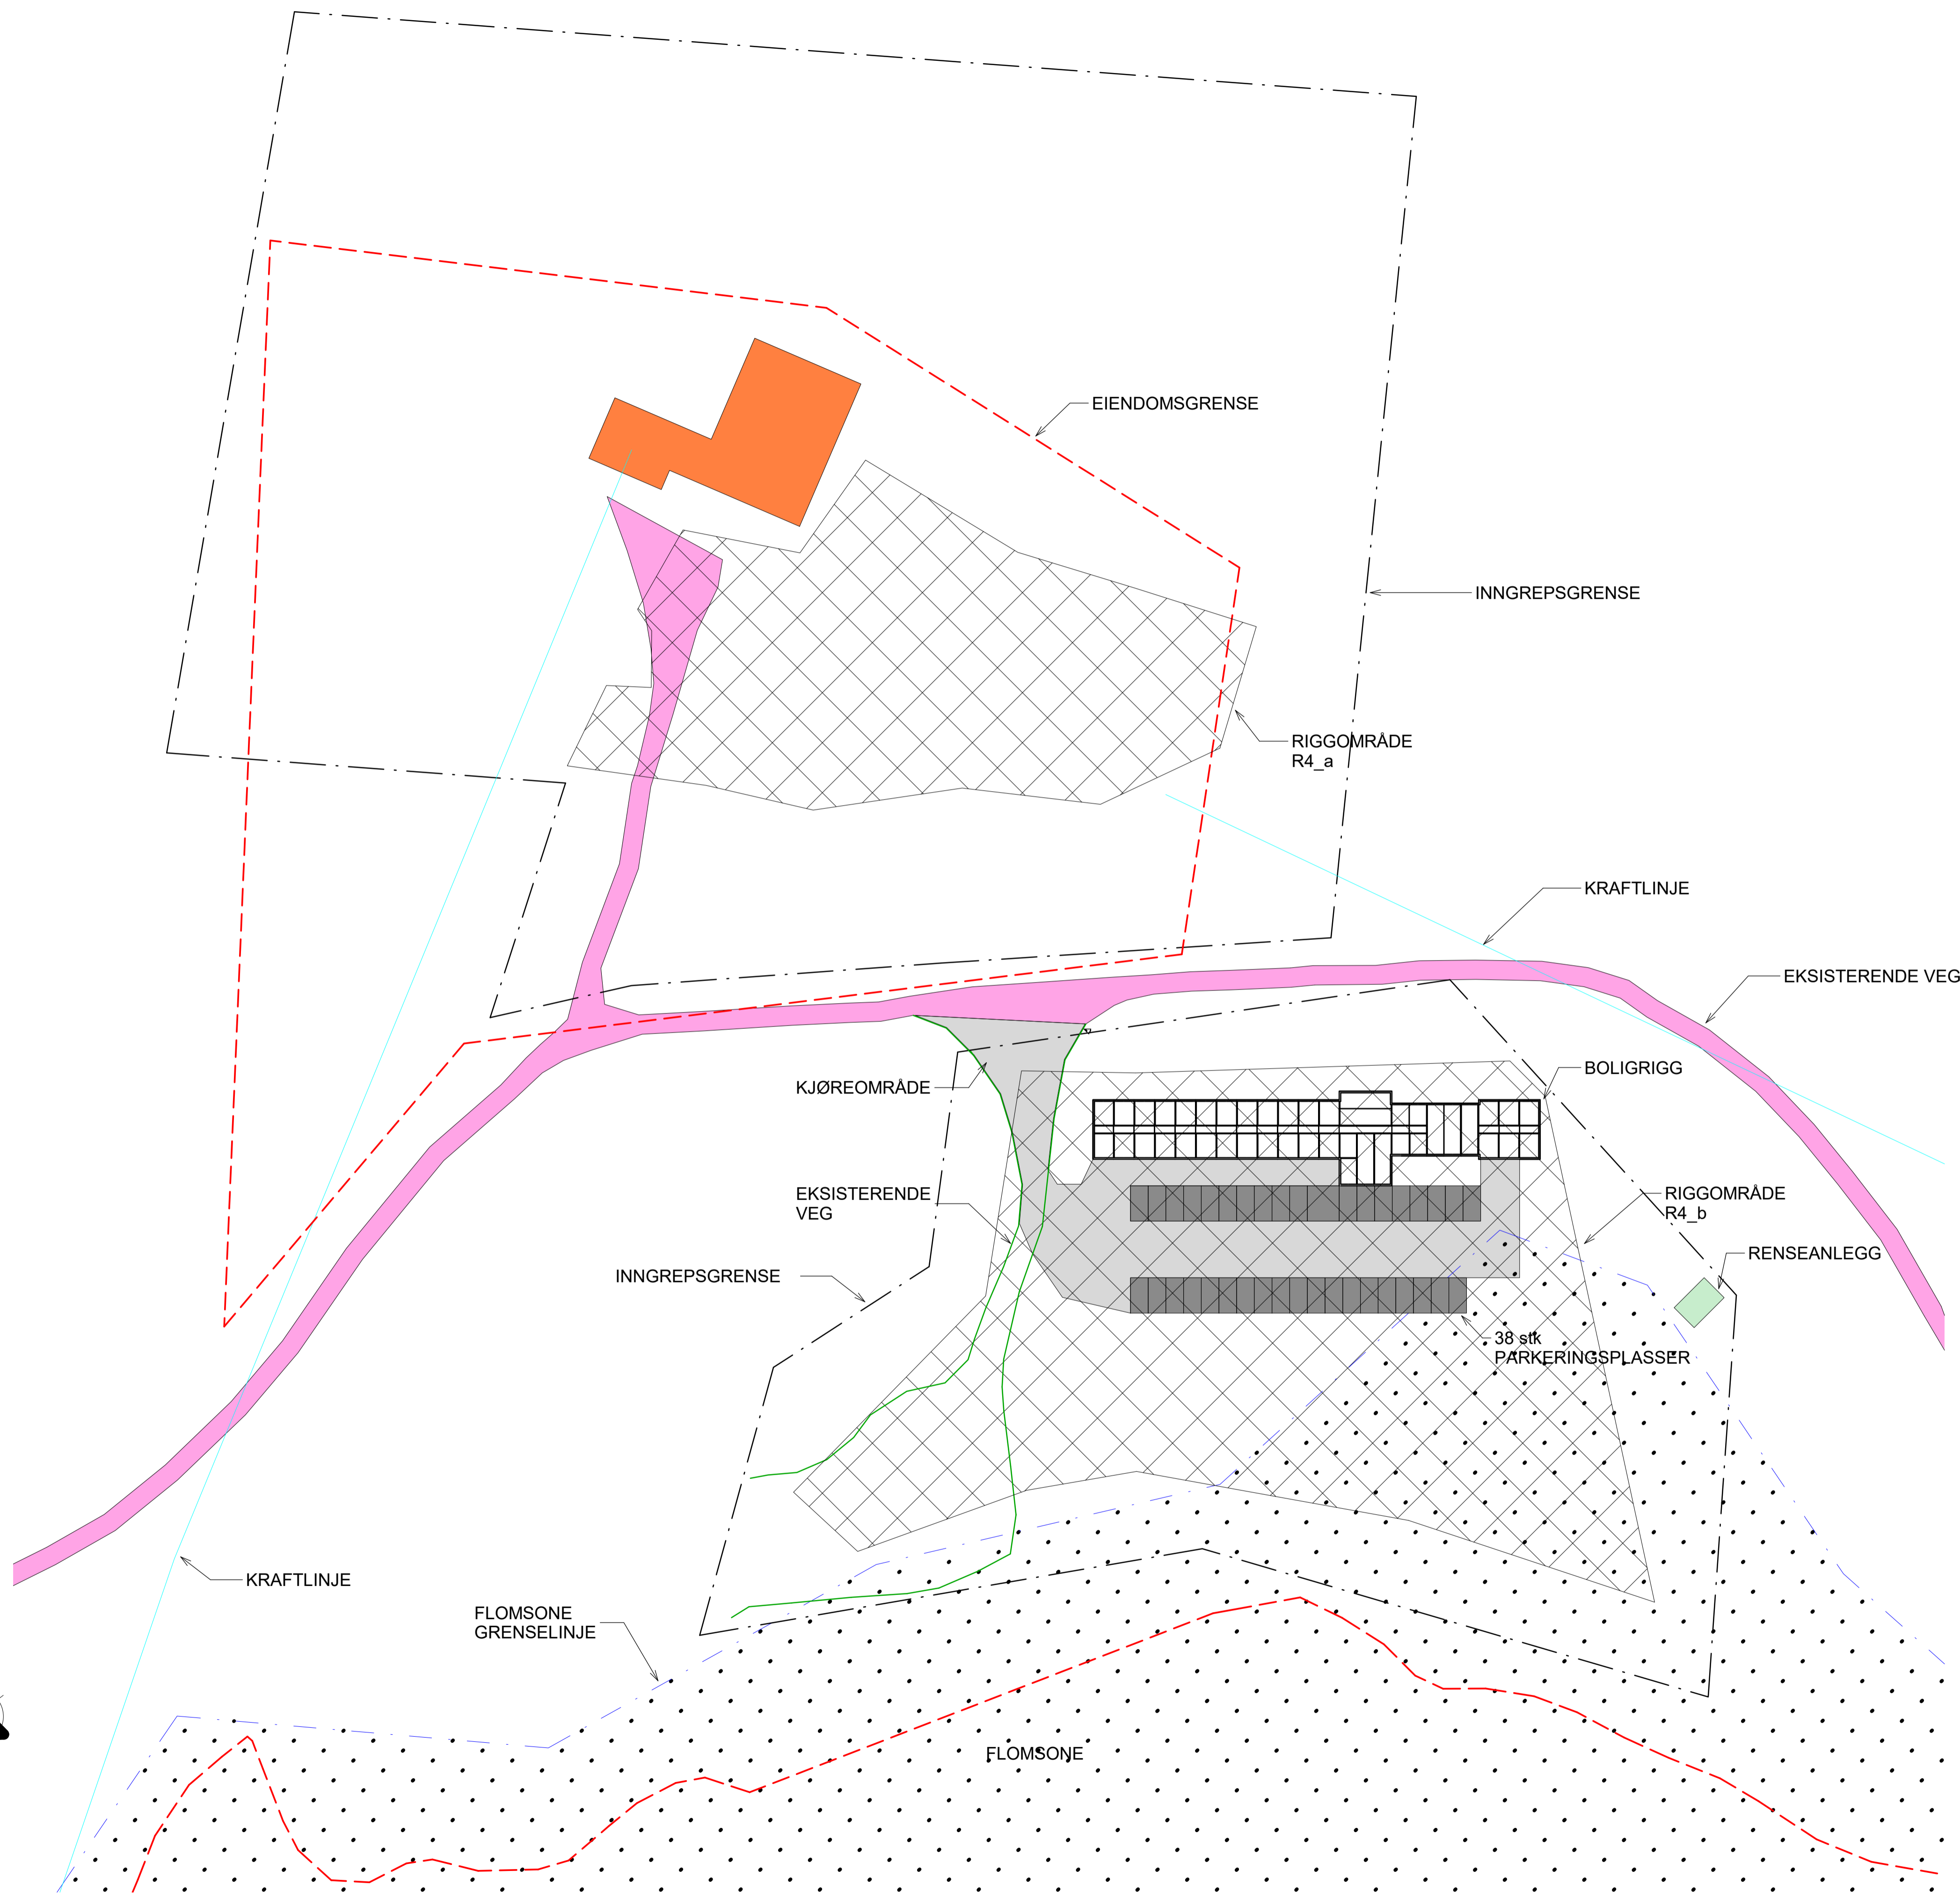 EIENDOMSGRENSE
INNGREPSGRENSE
RIGGOMRÅDE
R4_a
KRAFTLINJE
EKSISTERENDE VEG
BOLIGRIGG
KJØREOMRÅDE
EKSISTERENDE
VEG
RIGGOMRÅDE
R4_b
RENSEANLEGG
INNGREPSGRENSE
38 stk
PARKERINGSPLASSER
KRAFTLINJE
FLOMSONE
GRENSELINJE
FLOMSONE